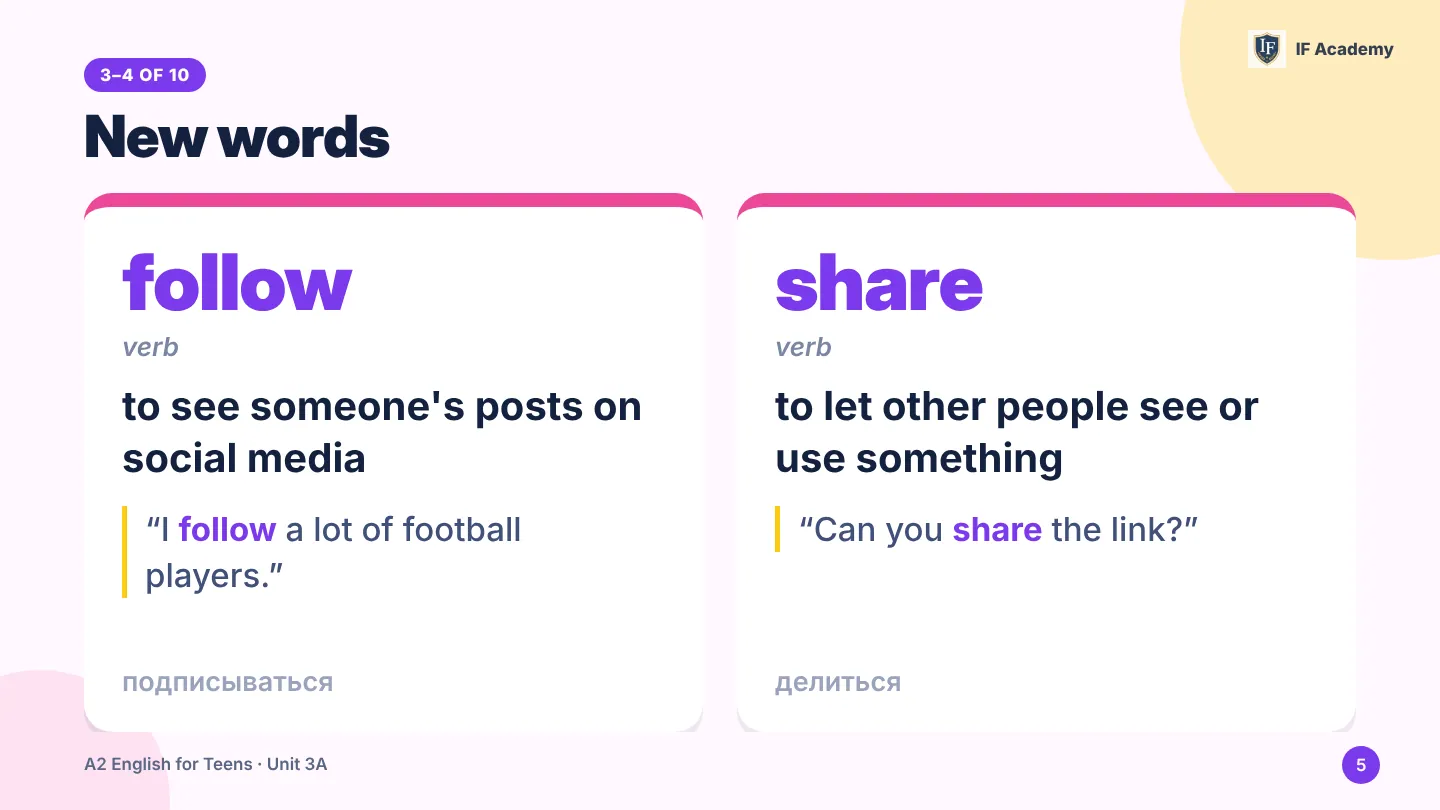 IF
IF Academy
3–4 OF 10
New words
follow
verb
to see someone's posts on
social media
“I follow a lot of football
players.”
подписываться
share
verb
to let other people see or
use something
“Can you share the link?”
делиться
A2 English for Teens · Unit 3A
5